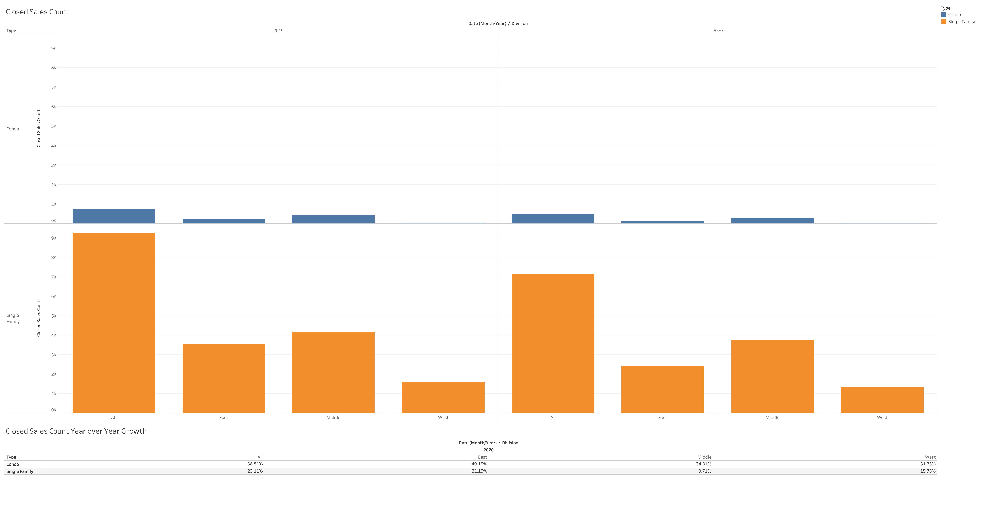 Closed Sales Count
Type
Condo
Single Family
Date (Month/Year) / Division
Type
2019
2020
9K
8K
7K
6K
5K
4K
3K
2K
1K
0K
Closed Sales Count
Condo
9K
8K
7K
6K
5K
4K
3K
2K
1K
0K
Closed Sales Count
Single
Family
All East Middle West All East Middle West
Closed Sales Count Year over Year Growth
Date (Month/Year) / Division
2020
Type All East Middle West
Condo -38.81% -40.15% -34.01% -31.75%
Single Family -23.11% -31.15% -9.71% -15.75%